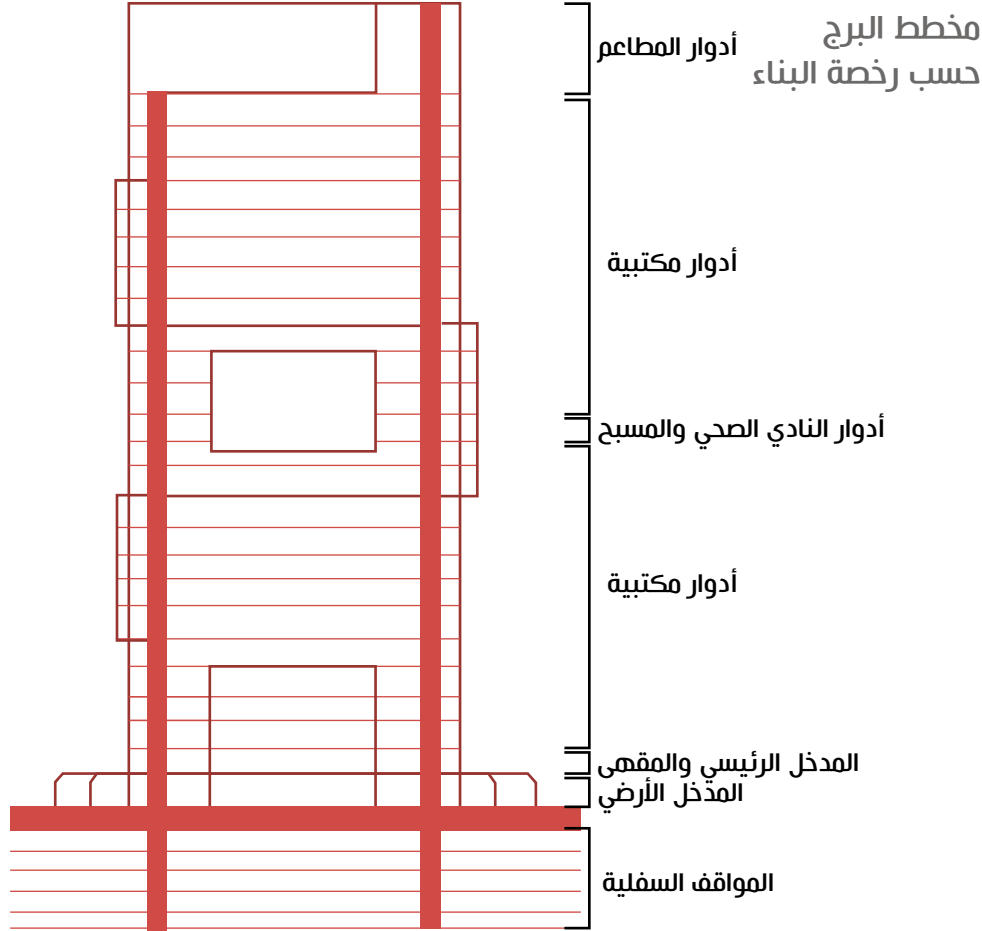 مخطط البرج
حسب رخصة البناء
أدوار المطاعم
أدوار مكتبية
أدوار النادي الصحي والمسبح
أدوار مكتبية
المدخل الرئيسي والمقهى
المدخل الأرضي
المواقف السفلية